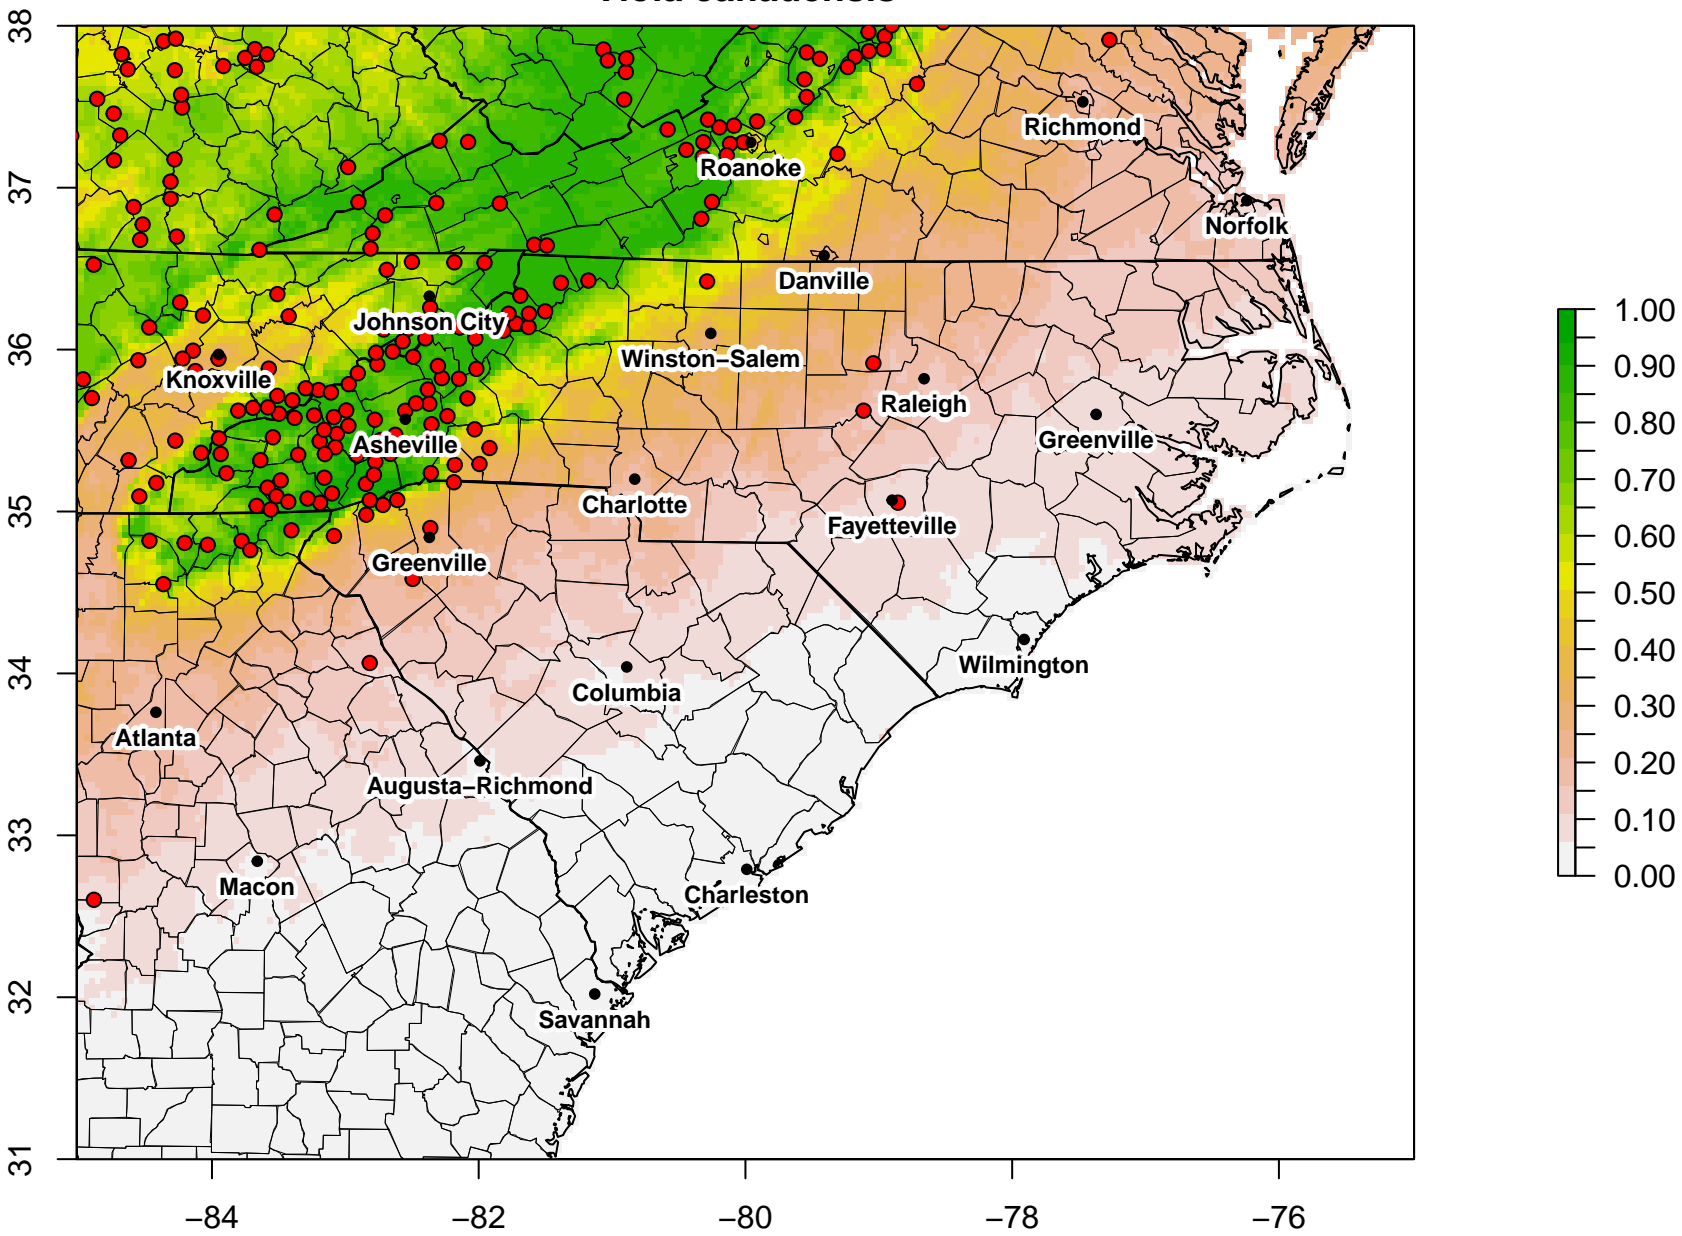 38
37
36
35
34
33
32
31
−84
−82
−80
−78
−76
Richmond
Roanoke
Norfolk
Danville
Johnson City
Winston−Salem
Knoxville
Raleigh
Asheville
Greenville
Charlotte
Fayetteville
Greenville
Wilmington
Columbia
Atlanta
Augusta−Richmond
Macon
Charleston
Savannah
1.00
0.90
0.80
0.70
0.60
0.50
0.40
0.30
0.20
0.10
0.00